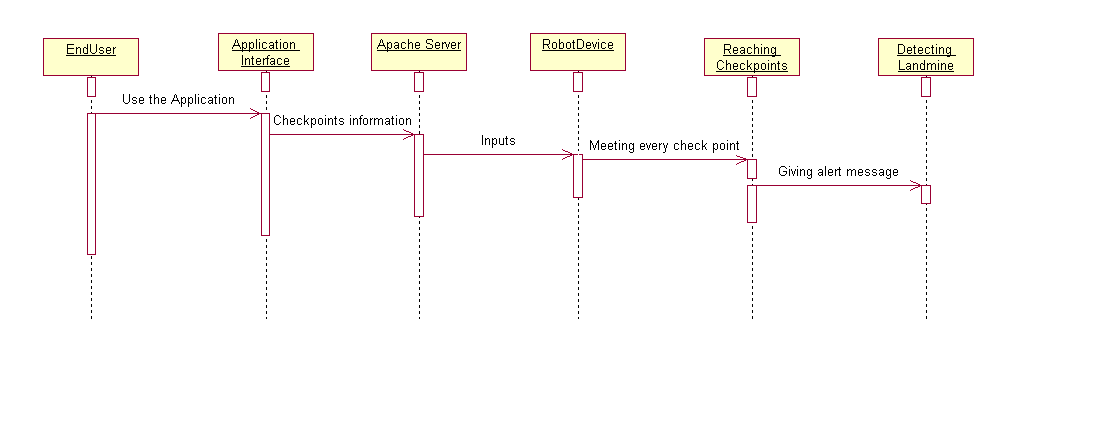 EndUser
Application
Interface
Apache Server
RobotDevice
Reaching
Checkpoints
Detecting
Landmine
Use the Application
Checkpoints information
Inputs
Meeting every check point
Giving alert message